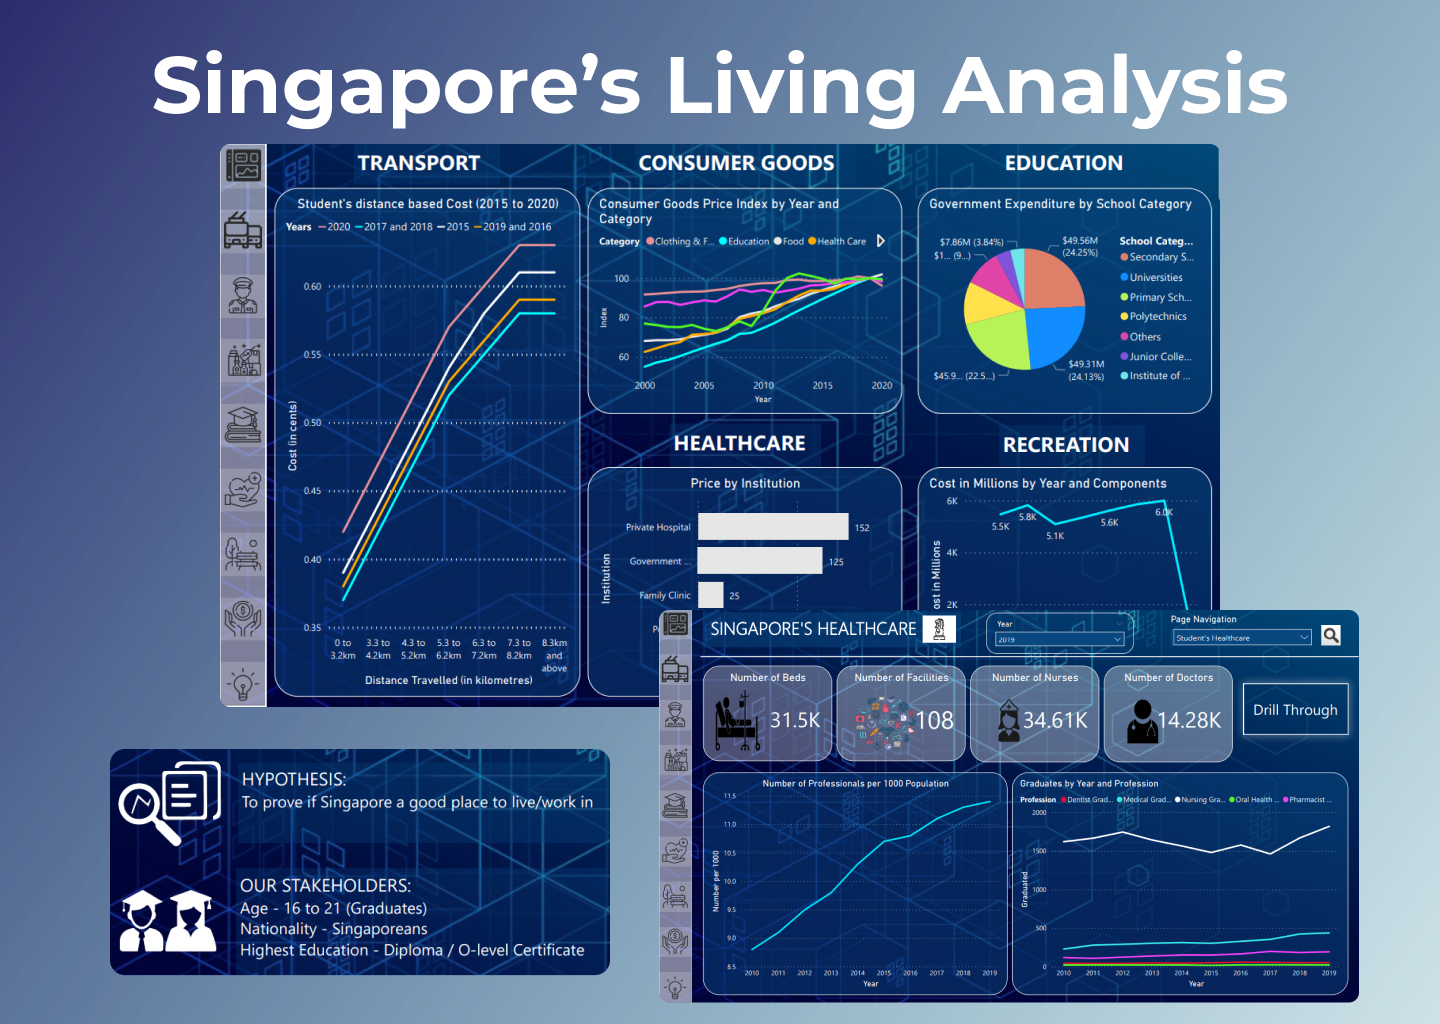 Singapore’s Living Analysis
TRANSPORT
Student's distance based Cost (2015 to 2020)
Years 2020 2017 and 2018 2015 2019 and 2016
Cost (in cents)
0.60
0.55
0.50
0.45
0.40
0.35
0 to 3.3 to 4.3 to 5.3 to 6.3 to 7.3 to 8.3km
3.2km 4.2km 5.2km 6.2km 7.2km 8.2km and
above
Distance Travelled (in kilometres)
CONSUMER GOODS
Consumer Goods Price Index by Year and
Category
Category Clothing & F... Education Food Health Care
Index
100
80
60
2000 2005 2010 2015 2020
Year
EDUCATION
Government Expenditure by School Category
$7.86M (3.84%)
$1... (9...)
$49.56M
(24.25%)
$45.9... (22.5...)
$49.31M
(24.13%)
School Categ...
Secondary S...
Universities
Primary Sch...
Polytechnics
Others
Junior Colle...
Institute of ...
HEALTHCARE
Price by Institution
Institution
Private Hospital 152
Government ... 125
Family Clinic 25
RECREATION
Cost in Millions by Year and Components
ost in Millions
6K
4K
2K
5.5K
5.8K
5.1K
5.6K
6.0K
SINGAPORE'S HEALTHCARE
Year
2019
Page Navigation
Student's Healthcare
Number of Beds
31.5K
Number of Facilities
108
Number of Nurses
34.61K
Number of Doctors
14.28K
Drill Through
Number of Professionals per 1000 Population
Number per 1000
11.5
11.0
10.5
10.0
9.5
9.0
8.5
2010 2011 2012 2013 2014 2015 2016 2017 2018 2019
Year
Graduates by Year and Profession
Profession Dentist Grad... Medical Grad... Nursing Gra... Oral Health ... Pharmacist ...
Graduated
2000
1500
1000
500
0
2010 2011 2012 2013 2014 2015 2016 2017 2018 2019
Year
HYPOTHESIS:
To prove if Singapore a good place to live/work in
OUR STAKEHOLDERS:
Age - 16 to 21 (Graduates)
Nationality - Singaporeans
Highest Education - Diploma / O-level Certificate